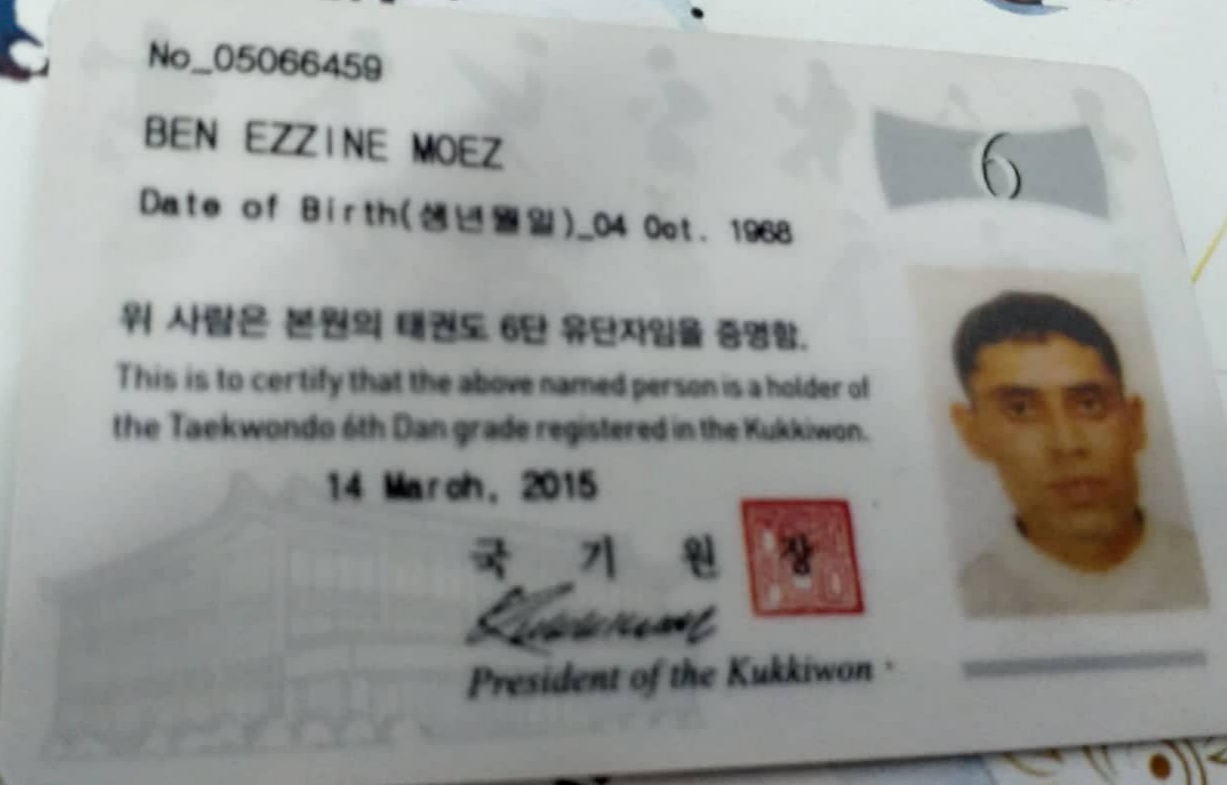 No_05066459
BEN EZZINE MOEZ
6
Date of Birth(생년월일)_04 Oct. 1968
위 사람은 본원의 태권도 6단 유단자임을 증명함.
This is to certify that the above named person is a holder of
the Taekwondo 6th Dan grade registered in the Kukkiwon.
14 March, 2015
국 기 원 장
President of the Kukkiwon